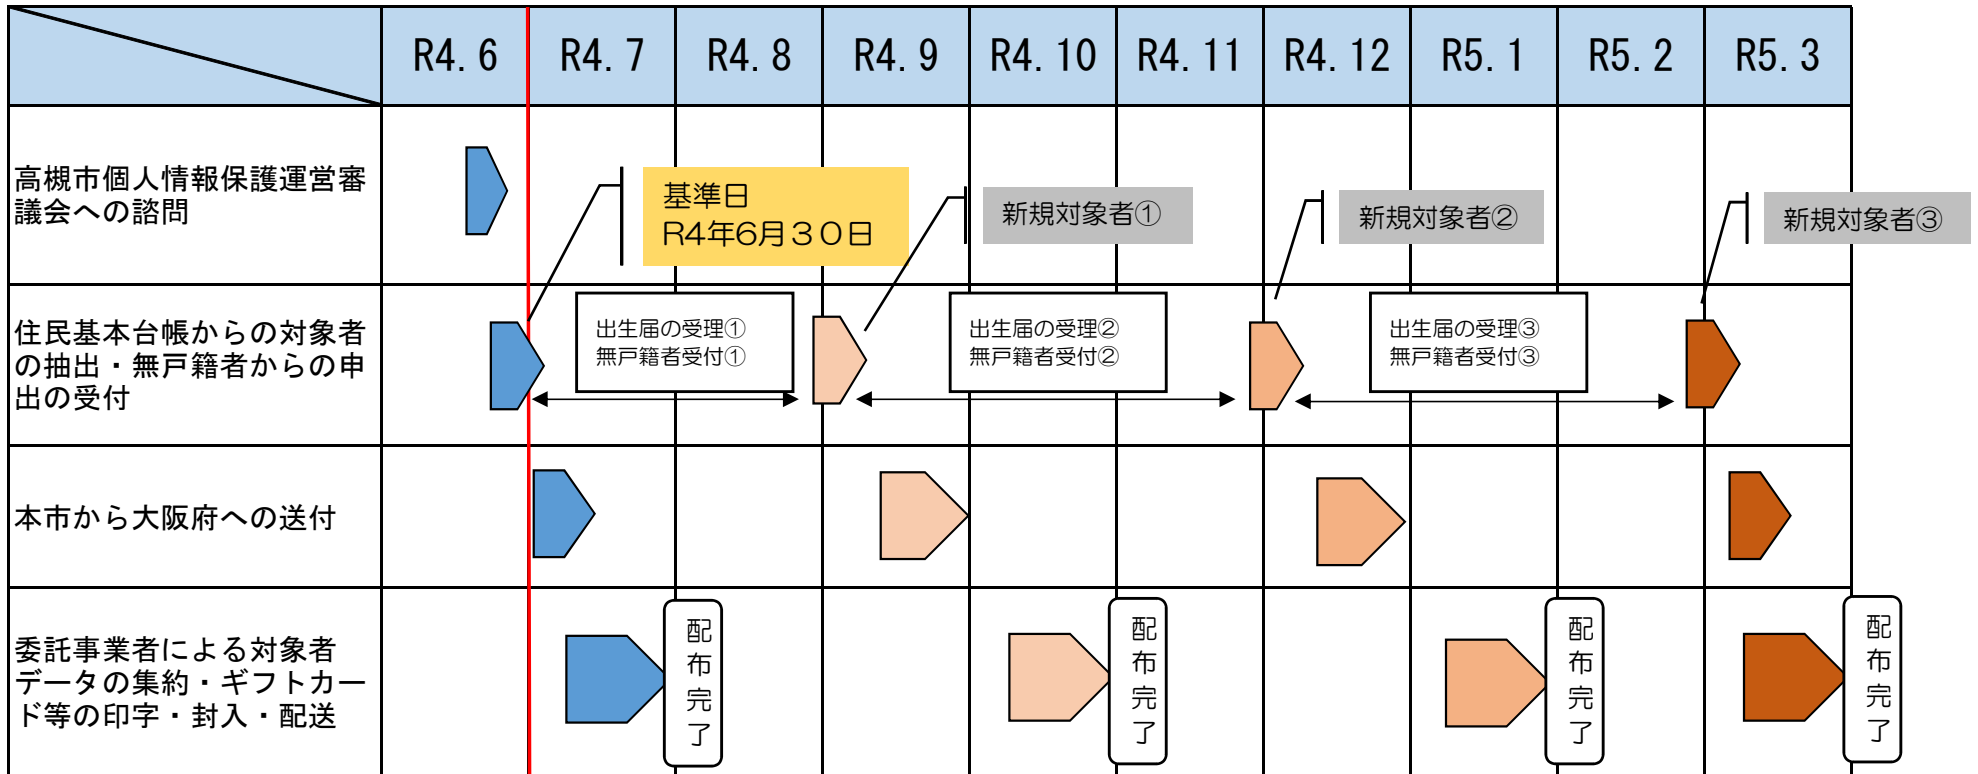 R4.6 R4.7 R4.8 R4.9 R4.10 R4.11 R4.12 R5.1 R5.2 R5.3
高槻市個人情報保護運営審
議会への諮問
基準日
R4年6月30日
新規対象者①
新規対象者②
新規対象者③
住民基本台帳からの対象者
の抽出・無戸籍者からの申
出の受付
出生届の受理①
無戸籍者受付①
出生届の受理②
無戸籍者受付②
出生届の受理③
無戸籍者受付③
本市から大阪府への送付
委託事業者による対象者
データの集約・ギフトカー
ド等の印字・封入・配送
配布完了
配布完了
配布完了
配布完了